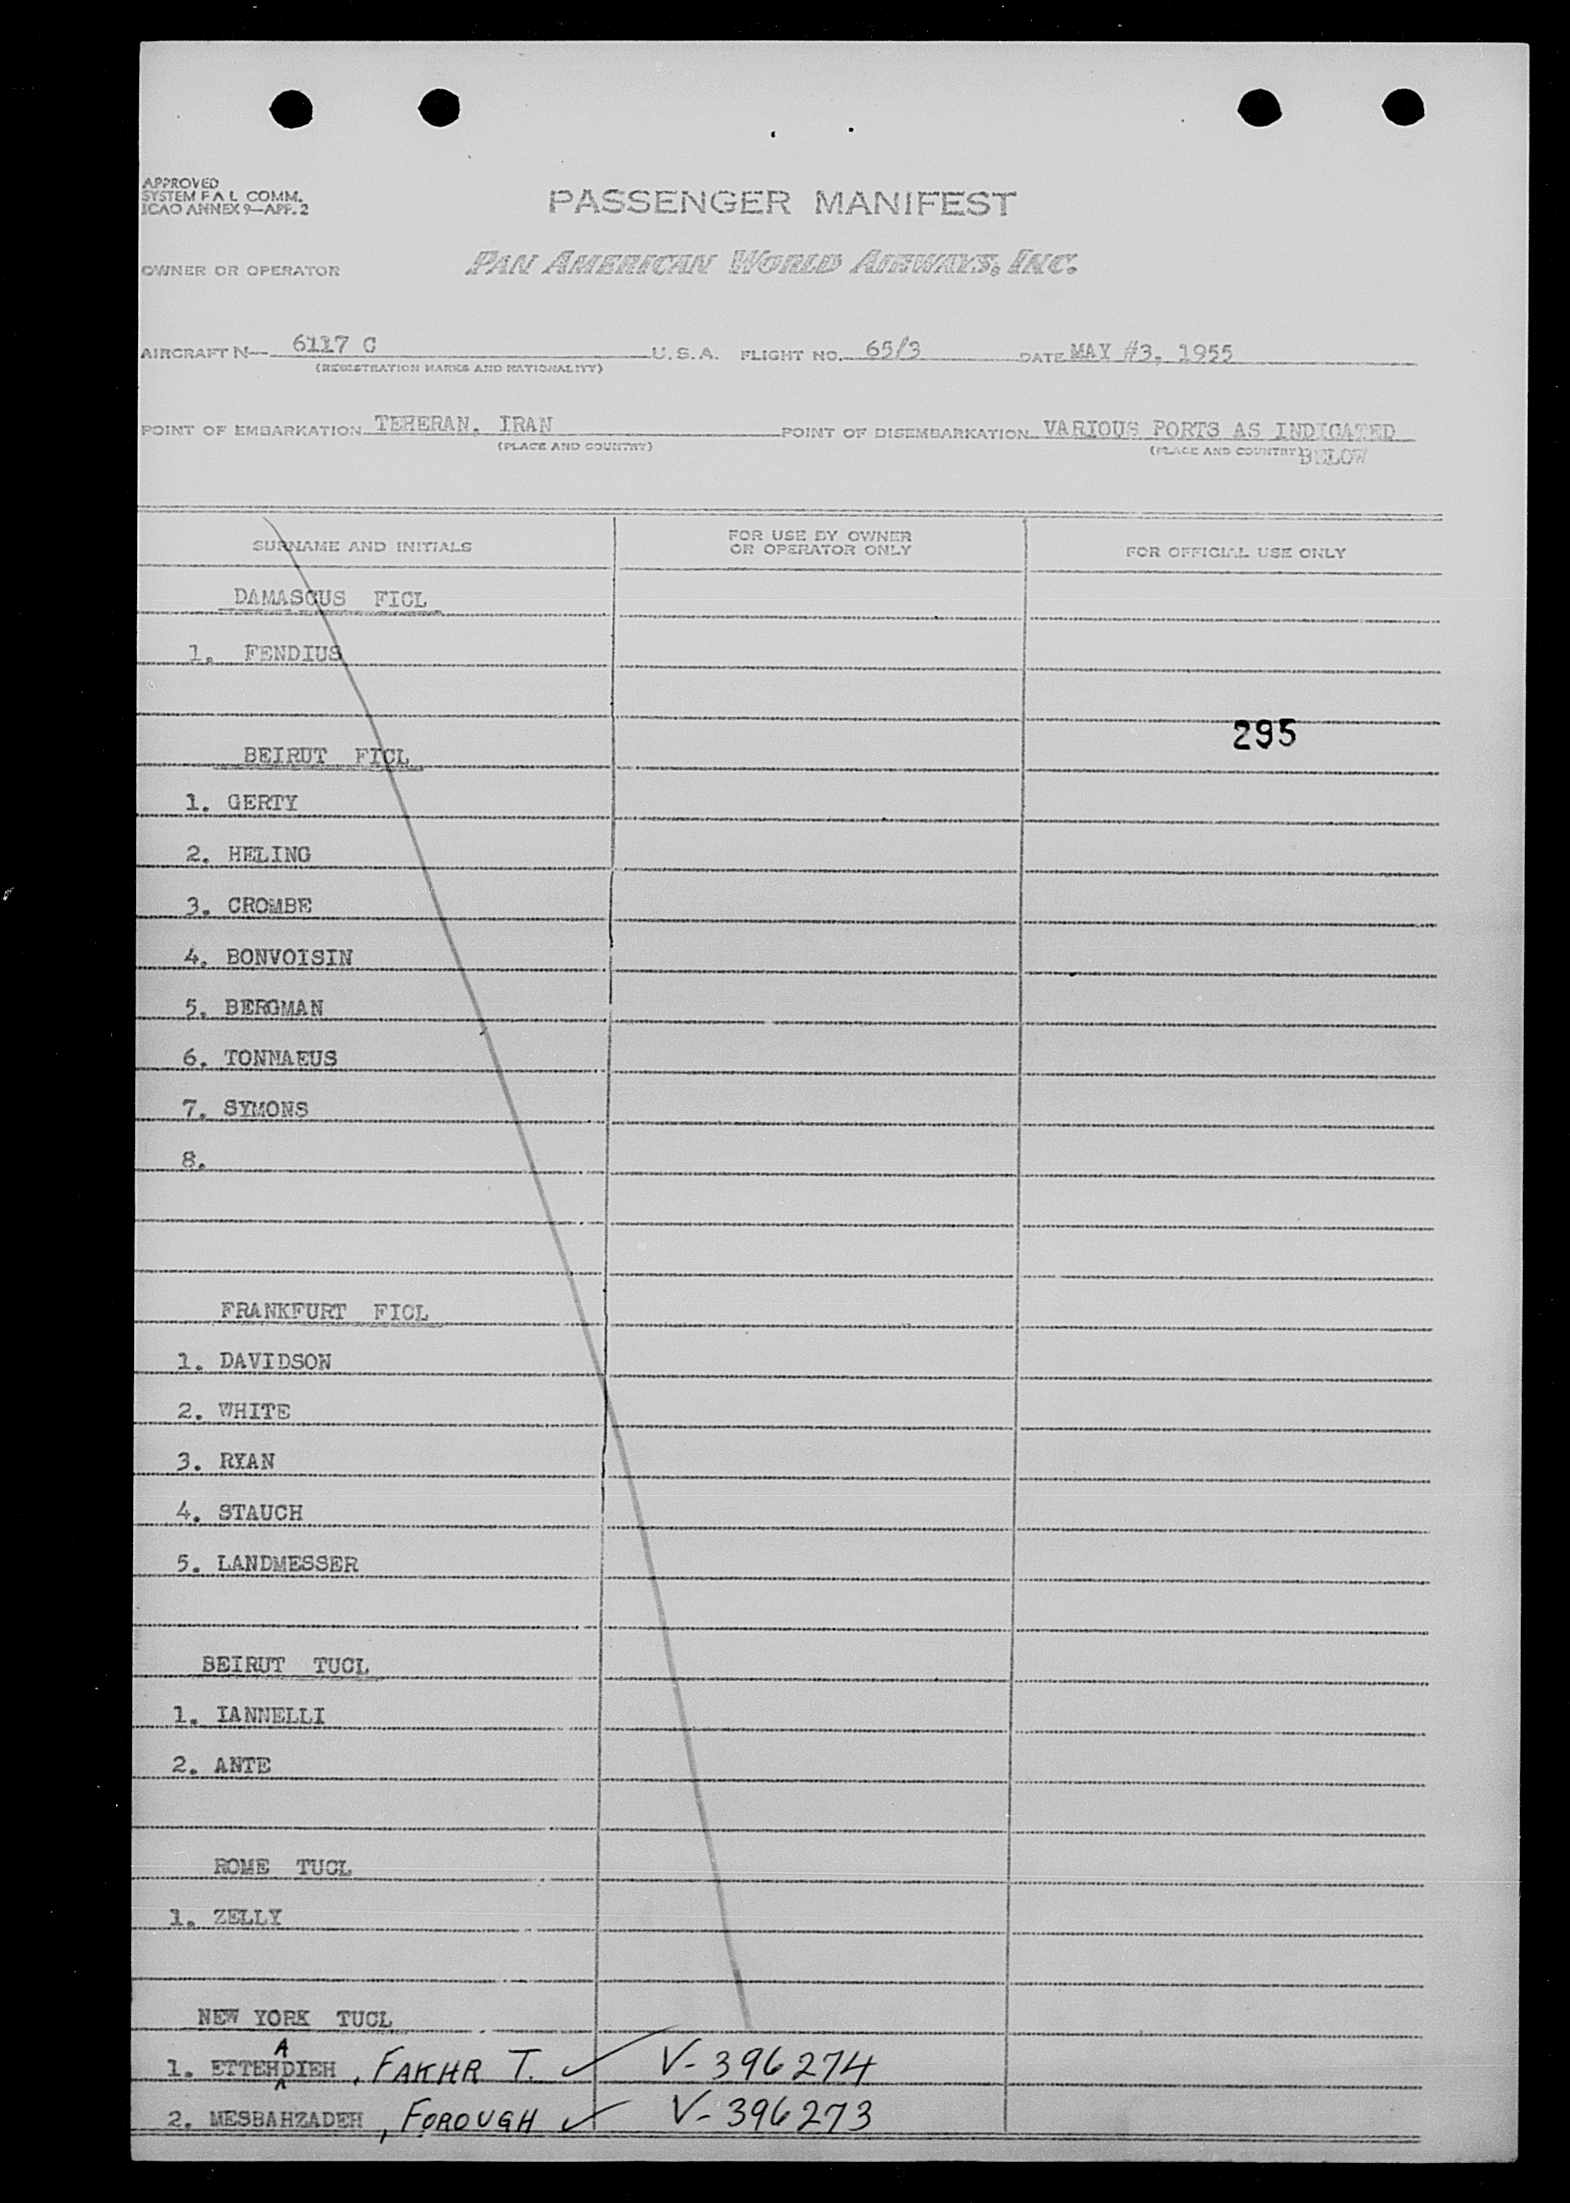 APPROVED
SYSTEM F A L COMM.
ICAO ANNEX 9—APP. 2
PASSENGER MANIFEST
OWNER OR OPERATOR PAN AMERICAN WORLD AIRWAYS, INC.
AIRCRAFT N— 6117 C U. S. A. FLIGHT NO. 65/3 DATE MAY #3, 1955
(REGISTRATION MARKS AND NATIONALITY)
POINT OF EMBARKATION TEHERAN, IRAN POINT OF DISEMBARKATION VARIOUS PORTS AS INDICATED
(PLACE AND COUNTRY) (PLACE AND COUNTRY) BELOW
SURNAME AND INITIALS FOR USE BY OWNER OR OPERATOR ONLY FOR OFFICIAL USE ONLY
DAMASCUS FICL
1. FENDIUS
295
BEIRUT FICL
1. GERTY
2. HELING
3. CROMBE
4. BONVOISIN
5. BERGMAN
6. TONNAEUS
7. SYMONS
8.
FRANKFURT FICL
1. DAVIDSON
2. WHITE
3. RYAN
4. STAUCH
5. LANDMESSER
BEIRUT TUCL
1. IANNELLI
2. ANTE
ROME TUCL
1. ZELLY
NEW YORK TUCL
A
1. ETTEHDIEH, FAKHR T. ✓ V-396274
2. MESBAHZADEH, FOROUGH ✓ V-396273